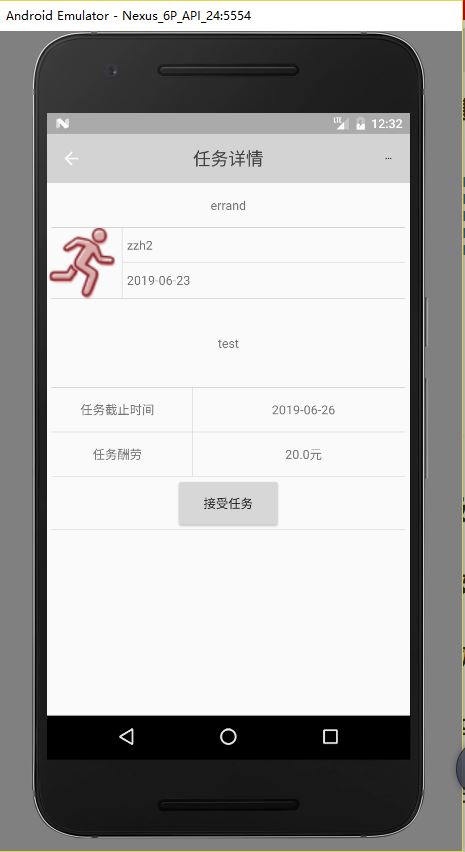 Android Emulator - Nexus_6P_API_24:5554
LTE 12:32
任务详情 ...
errand
zzh2
2019-06-23
test
任务截止时间 2019-06-26
任务酬劳 20.0元
接受任务